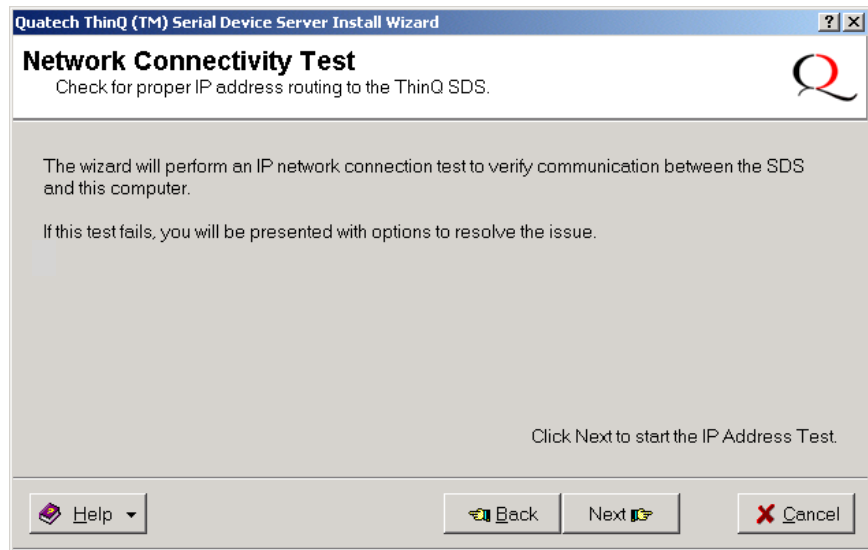 Quatech ThinQ (TM) Serial Device Server Install Wizard
Network Connectivity Test
Check for proper IP address routing to the ThinQ SDS.
The wizard will perform an IP network connection test to verify communication between the SDS
and this computer.
If this test fails, you will be presented with options to resolve the issue.
Click Next to start the IP Address Test.
Help
Back
Next
Cancel